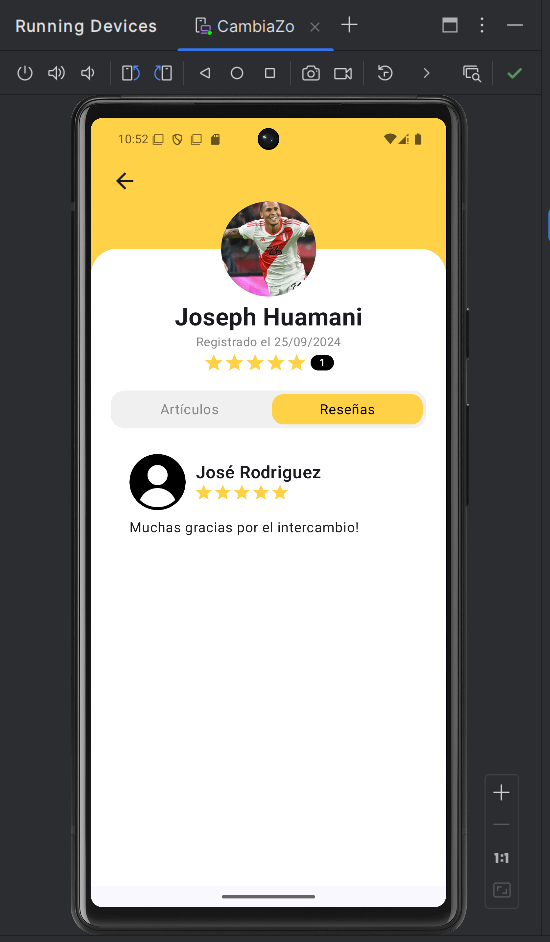 Running Devices
CambiaZo
10:52
Joseph Huamani
Registrado el 25/09/2024
1
Artículos
Reseñas
José Rodriguez
Muchas gracias por el intercambio!
1:1